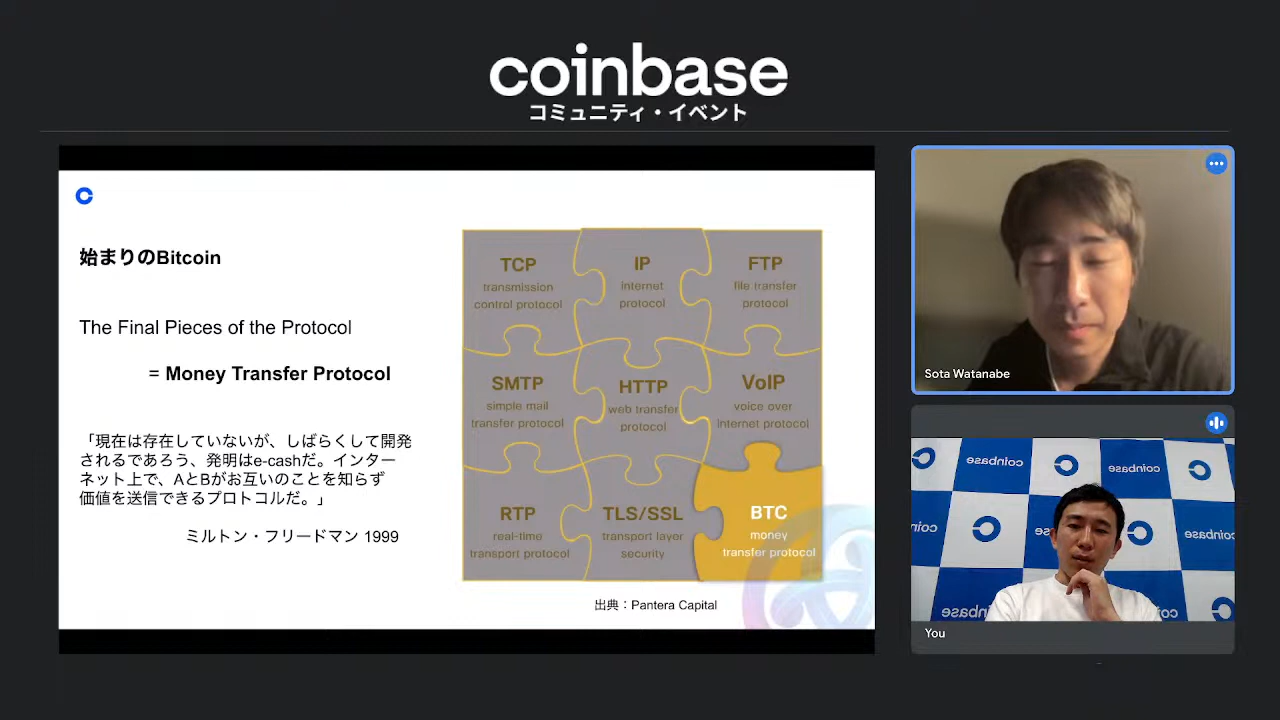 coinbase
コミュニティ・イベント
始まりのBitcoin
The Final Pieces of the Protocol
= Money Transfer Protocol
「現在は存在していないが、しばらくして開発
されるであろう、発明はe-cashだ。インター
ネット上で、AとBがお互いのことを知らず
価値を送信できるプロトコルだ。」
ミルトン・フリードマン 1999
TCP
transmission
control protocol
IP
internet
protocol
FTP
file transfer
protocol
SMTP
simple mail
transfer protocol
HTTP
web transfer
protocol
VoIP
voice over
internet protocol
RTP
real-time
transport protocol
TLS/SSL
transport layer
security
BTC
money
transfer protocol
出典：Pantera Capital
Sota Watanabe
coinbase
coinbase
coinbase
coinbase
coinbase
You